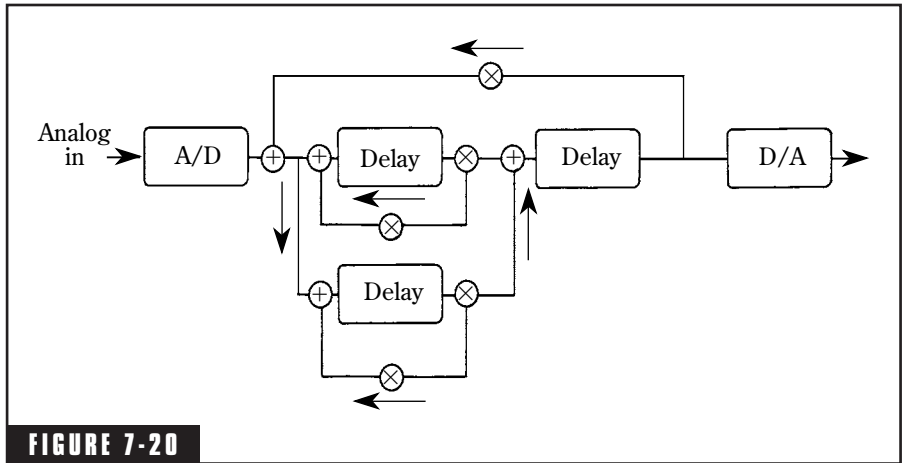 Analog
in
A/D
Delay
Delay
D/A
Delay
FIGURE 7-20